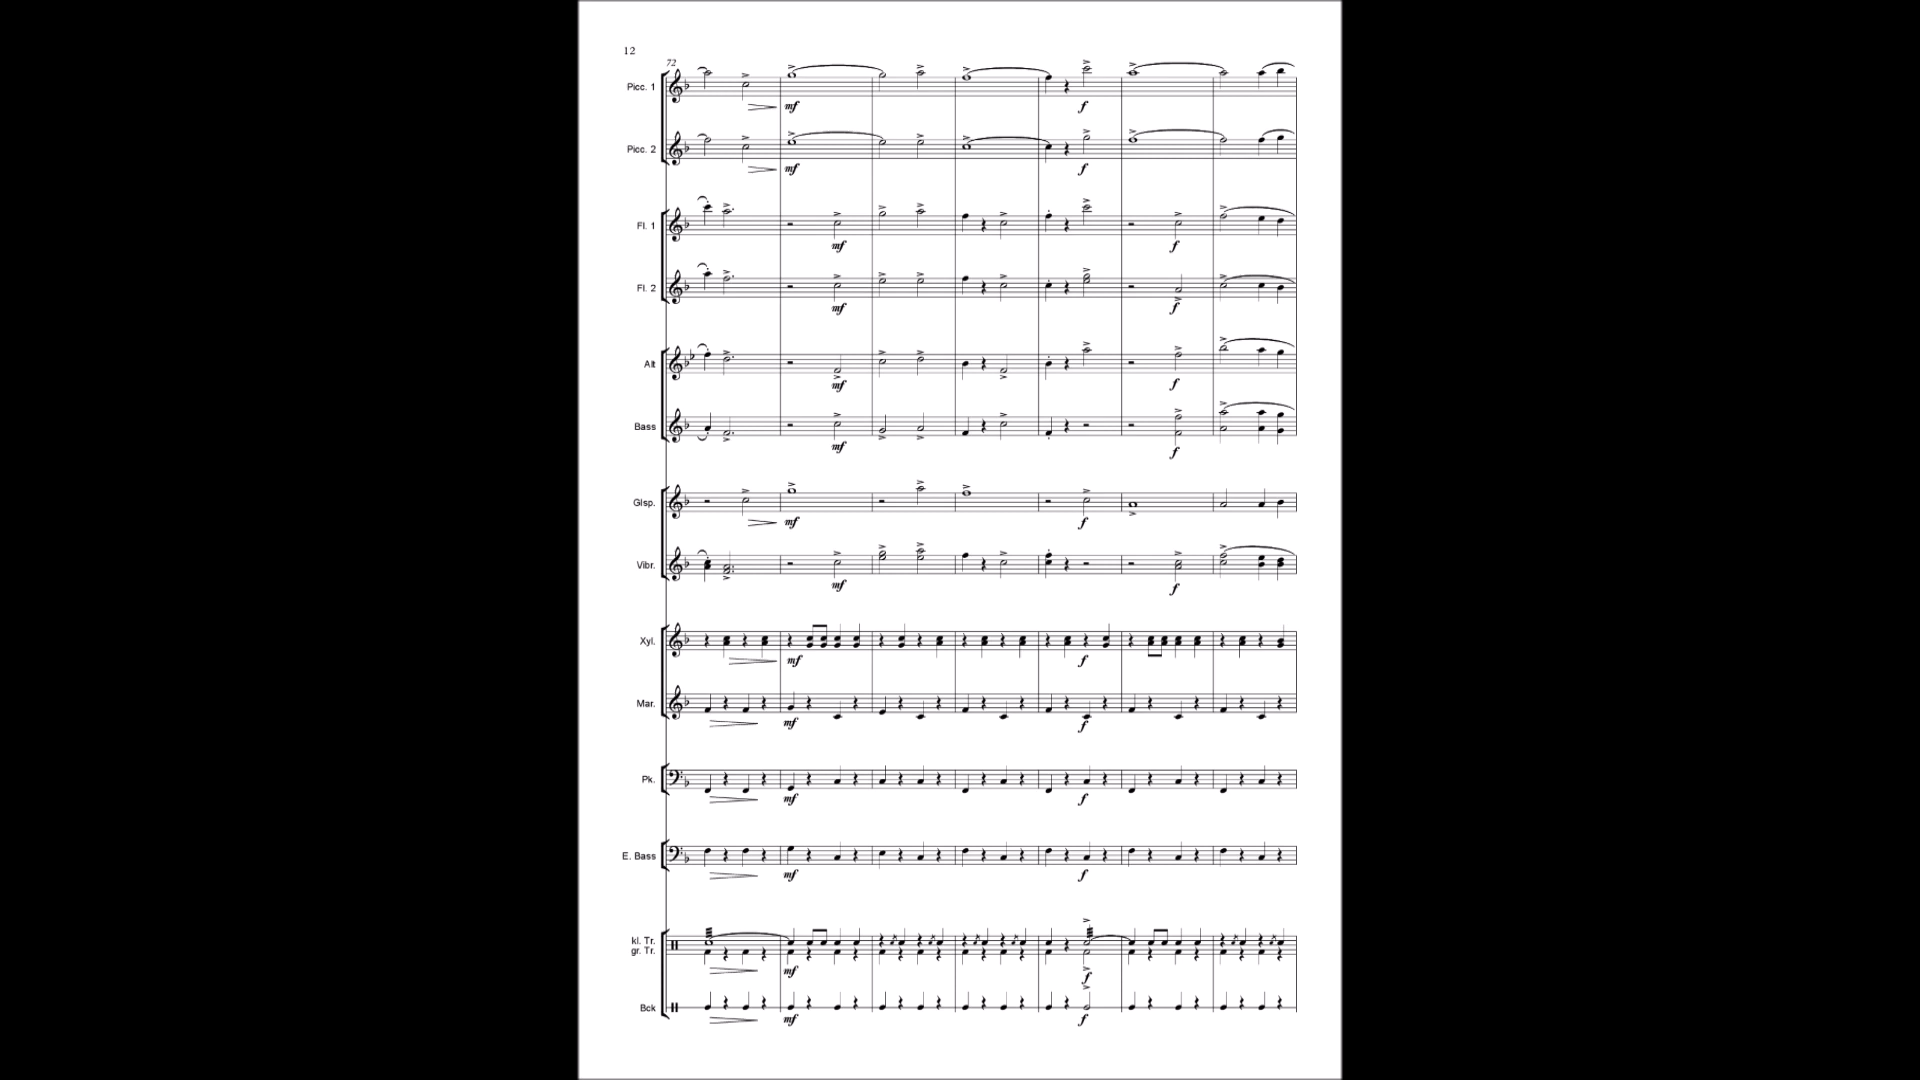 12
72
Picc. 1
mf
f
Picc. 2
mf
f
Fl. 1
mf
f
Fl. 2
mf
f
Alt
mf
f
Bass
mf
f
Glsp.
mf
f
Vibr.
mf
f
Xyl.
mf
f
Mar.
mf
f
Pk.
mf
f
E. Bass
mf
f
kl. Tr.
gr. Tr.
mf
f
Bck
mf
f